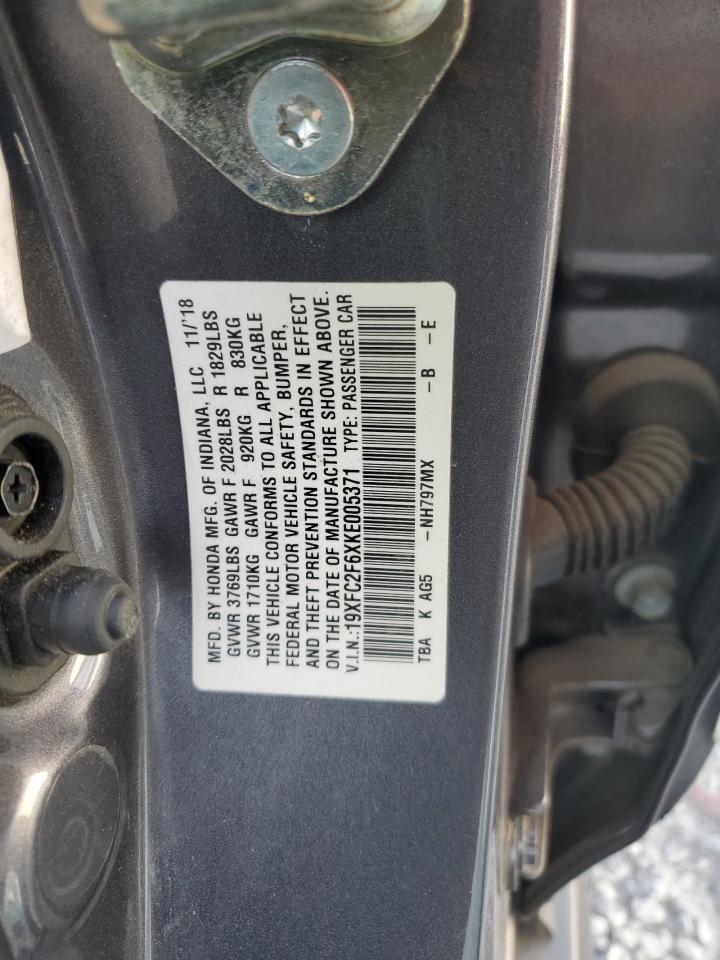 MFD. BY HONDA MFG. OF INDIANA, LLC 11/'18
GVWR 3769LBS GAWR F 2028LBS R 1829LBS
GVWR 1710KG GAWR F 920KG R 830KG
THIS VEHICLE CONFORMS TO ALL APPLICABLE
FEDERAL MOTOR VEHICLE SAFETY, BUMPER,
AND THEFT PREVENTION STANDARDS IN EFFECT
ON THE DATE OF MANUFACTURE SHOWN ABOVE.
V.I.N.:19XFC2F6XKE005371 TYPE: PASSENGER CAR
TBA K AG5 -NH797MX -B -E